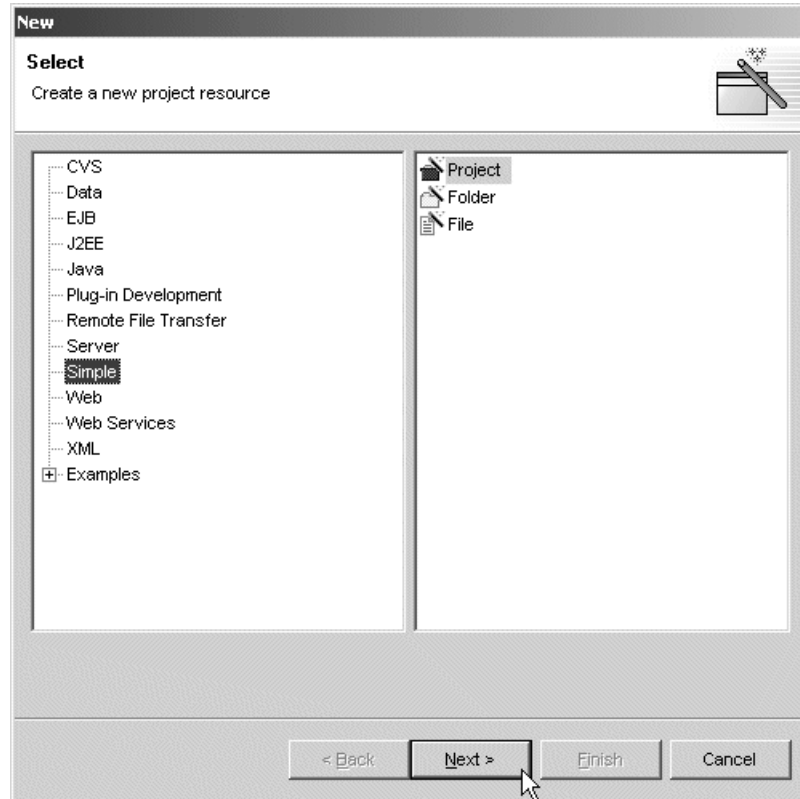 New
Select
Create a new project resource
CVS
Data
EJB
J2EE
Java
Plug-in Development
Remote File Transfer
Server
Simple
Web
Web Services
XML
Examples
Project
Folder
File
< Back Next > Finish Cancel